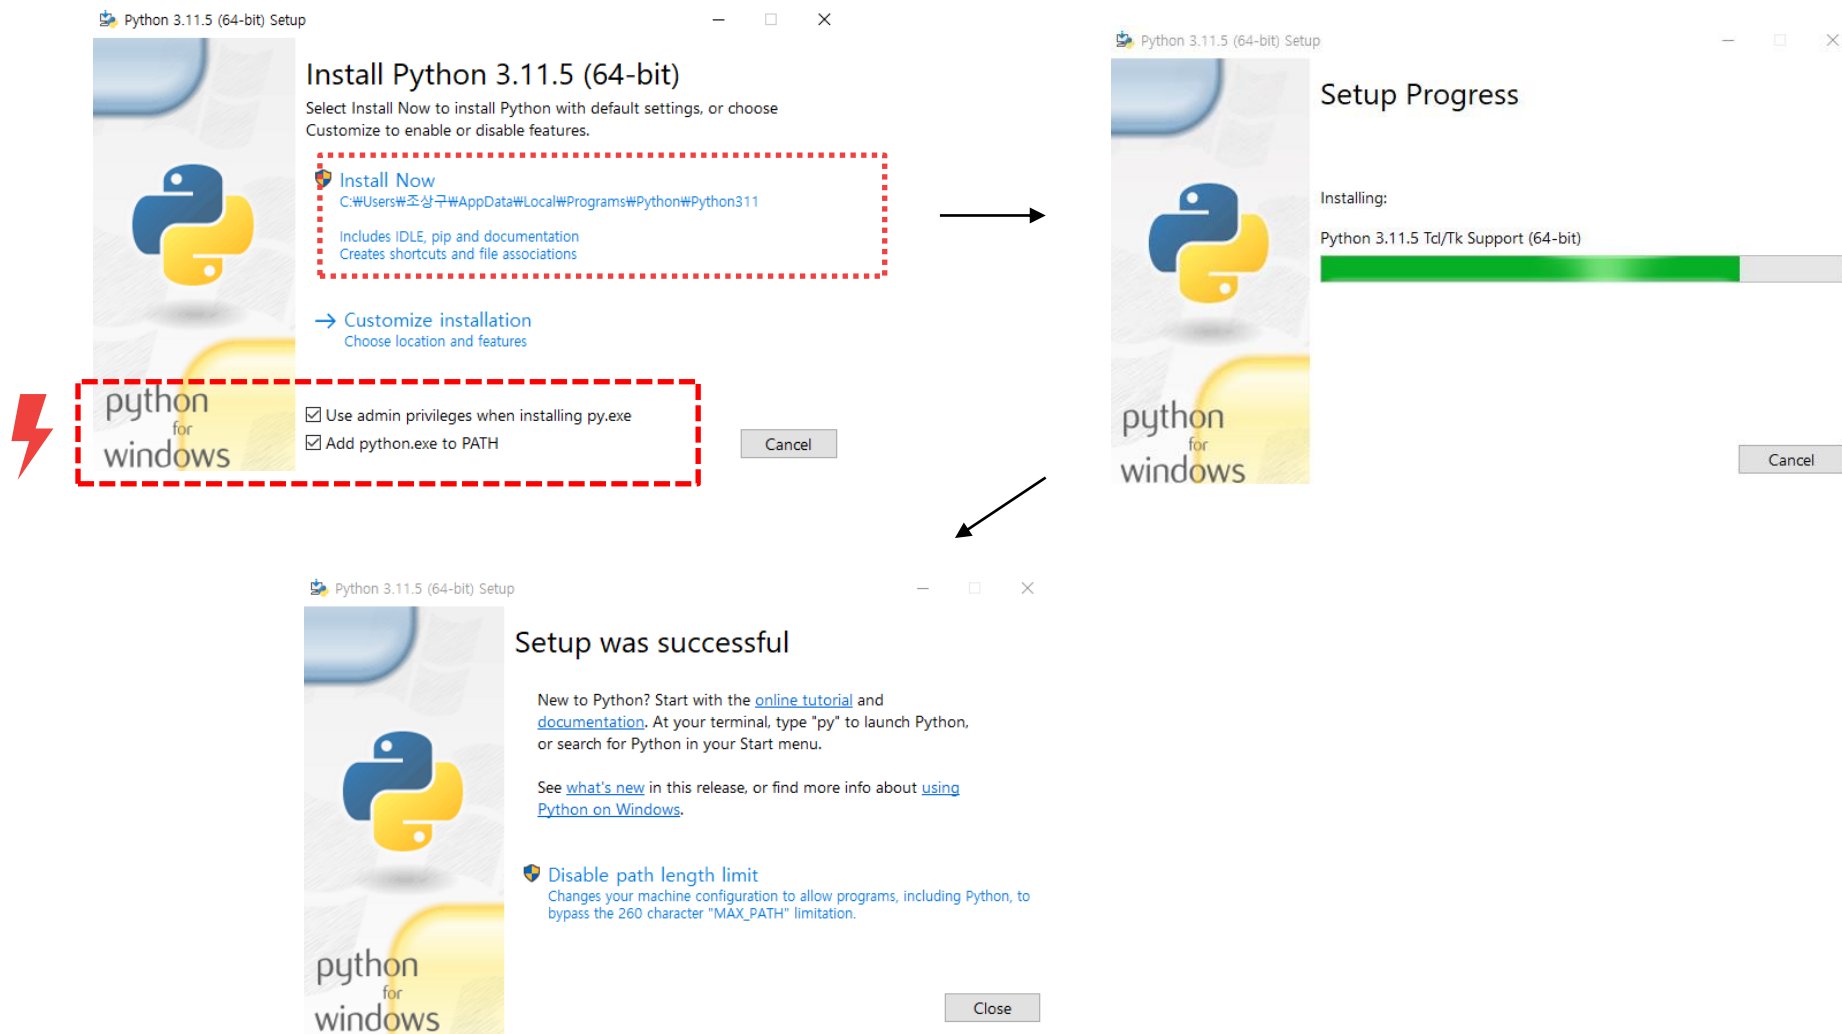 Python 3.11.5 (64-bit) Setup
Install Python 3.11.5 (64-bit)
Select Install Now to install Python with default settings, or choose
Customize to enable or disable features.
Install Now
C:₩Users₩조상구₩AppData₩Local₩Programs₩Python₩Python311
Includes IDLE, pip and documentation
Creates shortcuts and file associations
Customize installation
Choose location and features
python
for
windows
Use admin privileges when installing py.exe
Add python.exe to PATH
Cancel
Python 3.11.5 (64-bit) Setup
Setup Progress
Installing:
Python 3.11.5 Tcl/Tk Support (64-bit)
python
for
windows
Cancel
Python 3.11.5 (64-bit) Setup
Setup was successful
New to Python? Start with the online tutorial and
documentation. At your terminal, type "py" to launch Python,
or search for Python in your Start menu.
See what's new in this release, or find more info about using
Python on Windows.
Disable path length limit
Changes your machine configuration to allow programs, including Python, to
bypass the 260 character "MAX_PATH" limitation.
python
for
windows
Close